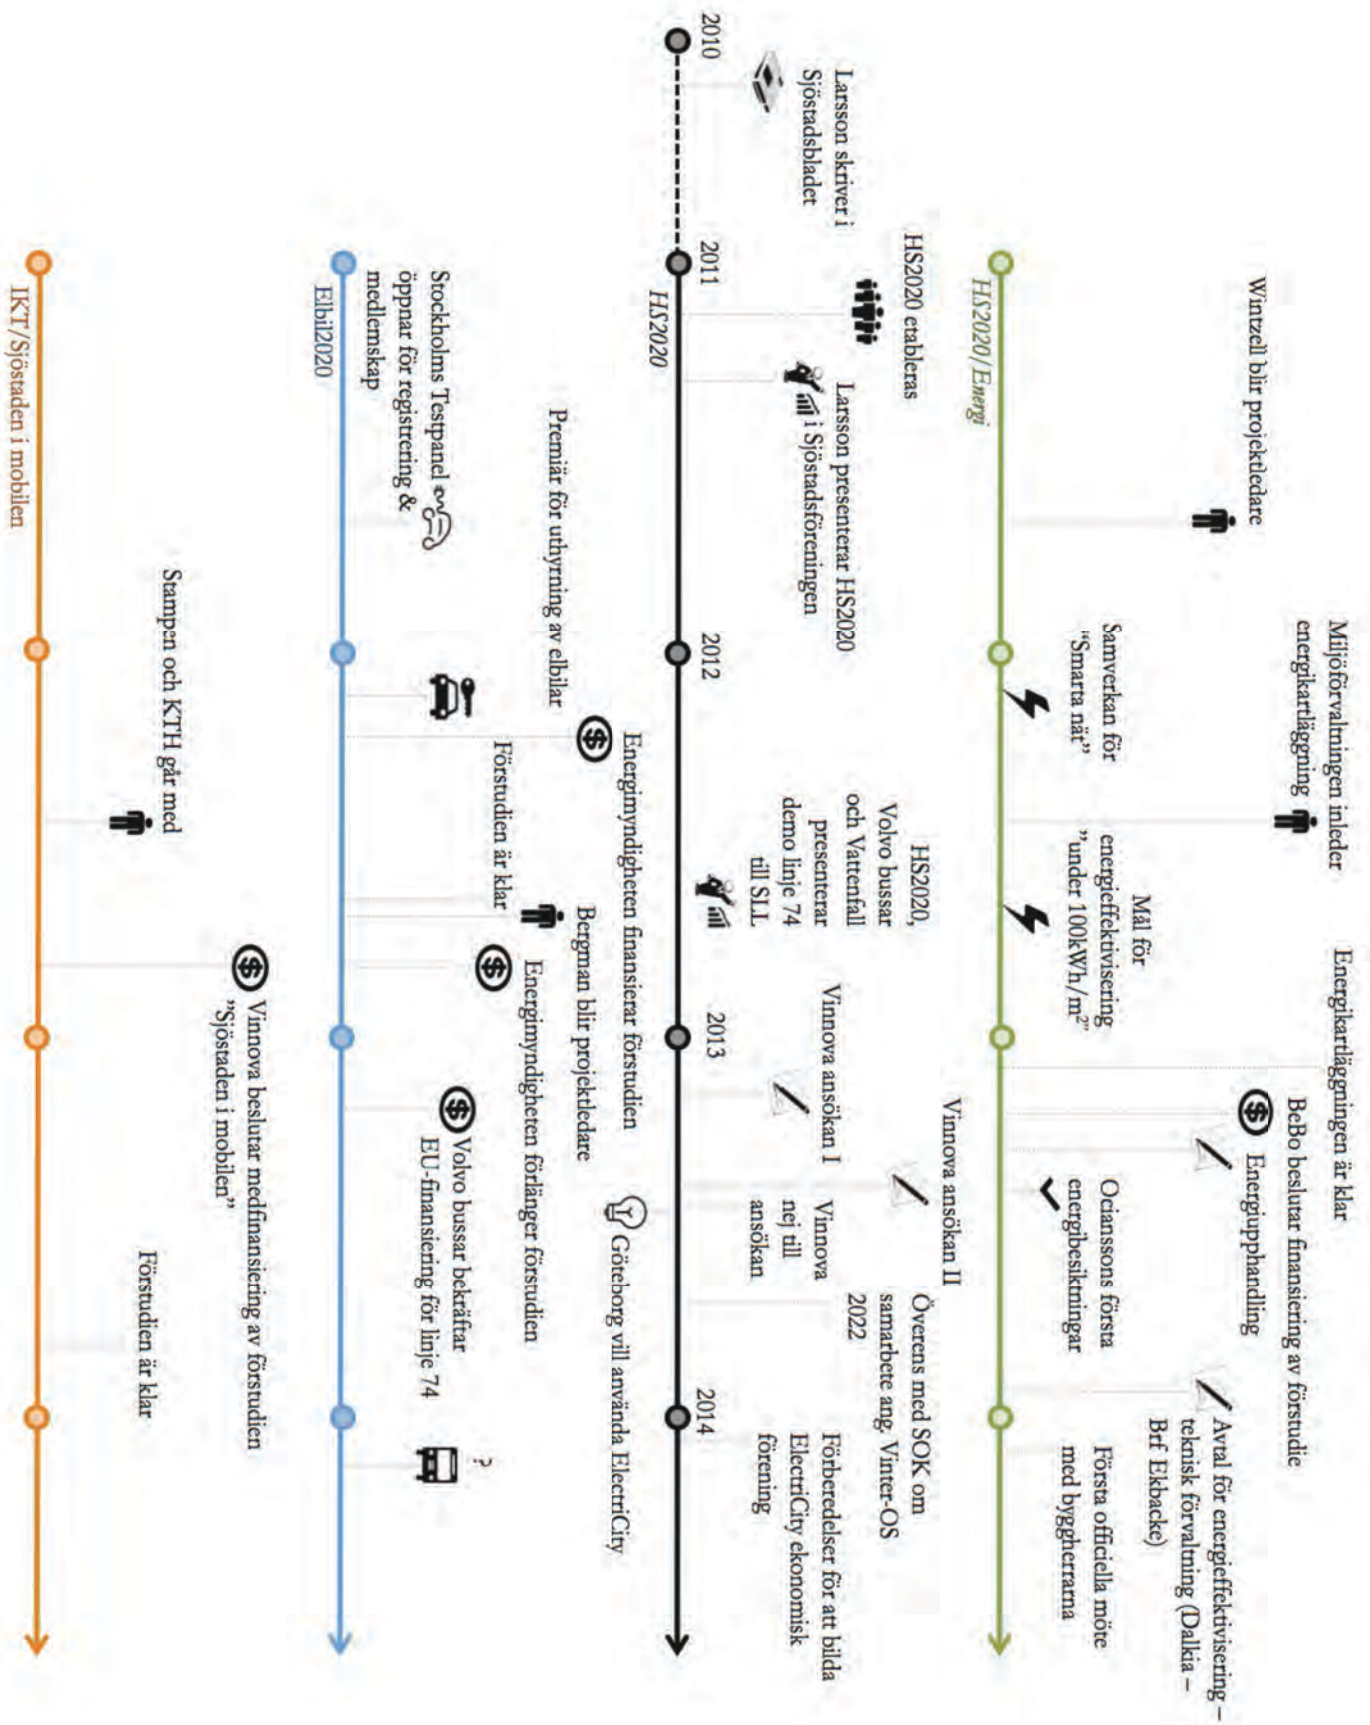 Wintzell blir projektledare
Miljöförvaltningen inleder
energikartläggning
Energikartläggningen är klar
BeBo beslutar finansiering av förstudie
Energiupphandling
Avtal för energieffektivisering –
teknisk förvaltning (Dalkia –
Brf Ekbacke)
Samverkan för
“Smarta nät”
Mål för
energieffektivisering
”under 100kWh/m²”
Ocianssons första
energibesiktningar
Första officiella möte
med byggherrarna
HS2020/Energi
HS2020 etableras
Larsson skriver i
Sjöstadsbladet
Larsson presenterar HS2020
i Sjöstadsföreningen
HS2020,
Volvo bussar
och Vattenfall
presenterar
demo linje 74
till SLL
Vinnova ansökan I
Vinnova ansökan II
Vinnova
nej till
ansökan
Överens med SOK om
samarbete ang. Vinter-OS
2022
Förberedelser för att bilda
ElectriCity ekonomisk
förening
2010
2011
2012
2013
2014
HS2020
Göteborg vill använda ElectriCity
Energimyndigheten finansierar förstudien
Premiär för uthyrning av elbilar
Bergman blir projektledare
Förstudien är klar
Energimyndigheten förlänger förstudien
Stockholms Testpanel
öppnar för registrering &
medlemskap
Volvo bussar bekräftar
EU-finansiering för linje 74
?
Elbil2020
Vinnova beslutar medfinansiering av förstudien
”Sjöstaden i mobilen”
Stampen och KTH går med
Förstudien är klar
IKT/Sjöstaden i mobilen